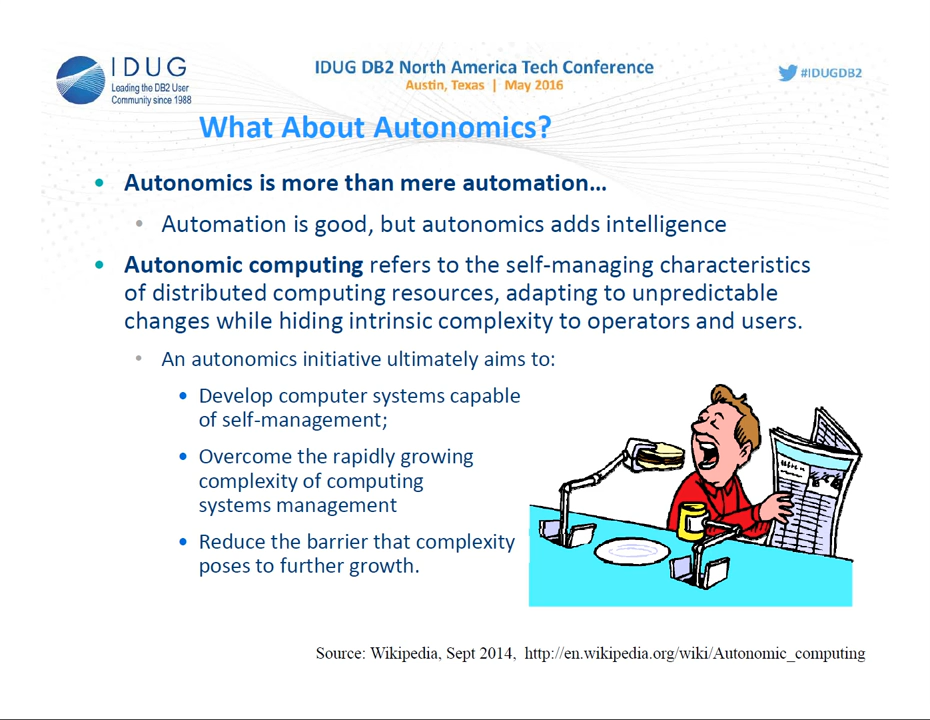 IDUG
Leading the DB2 User
Community since 1988
IDUG DB2 North America Tech Conference
Austin, Texas | May 2016
#IDUGDB2
What About Autonomics?
• Autonomics is more than mere automation…
• Automation is good, but autonomics adds intelligence
• Autonomic computing refers to the self-managing characteristics
of distributed computing resources, adapting to unpredictable
changes while hiding intrinsic complexity to operators and users.
• An autonomics initiative ultimately aims to:
• Develop computer systems capable
of self-management;
• Overcome the rapidly growing
complexity of computing
systems management
• Reduce the barrier that complexity
poses to further growth.
Source: Wikipedia, Sept 2014, http://en.wikipedia.org/wiki/Autonomic_computing